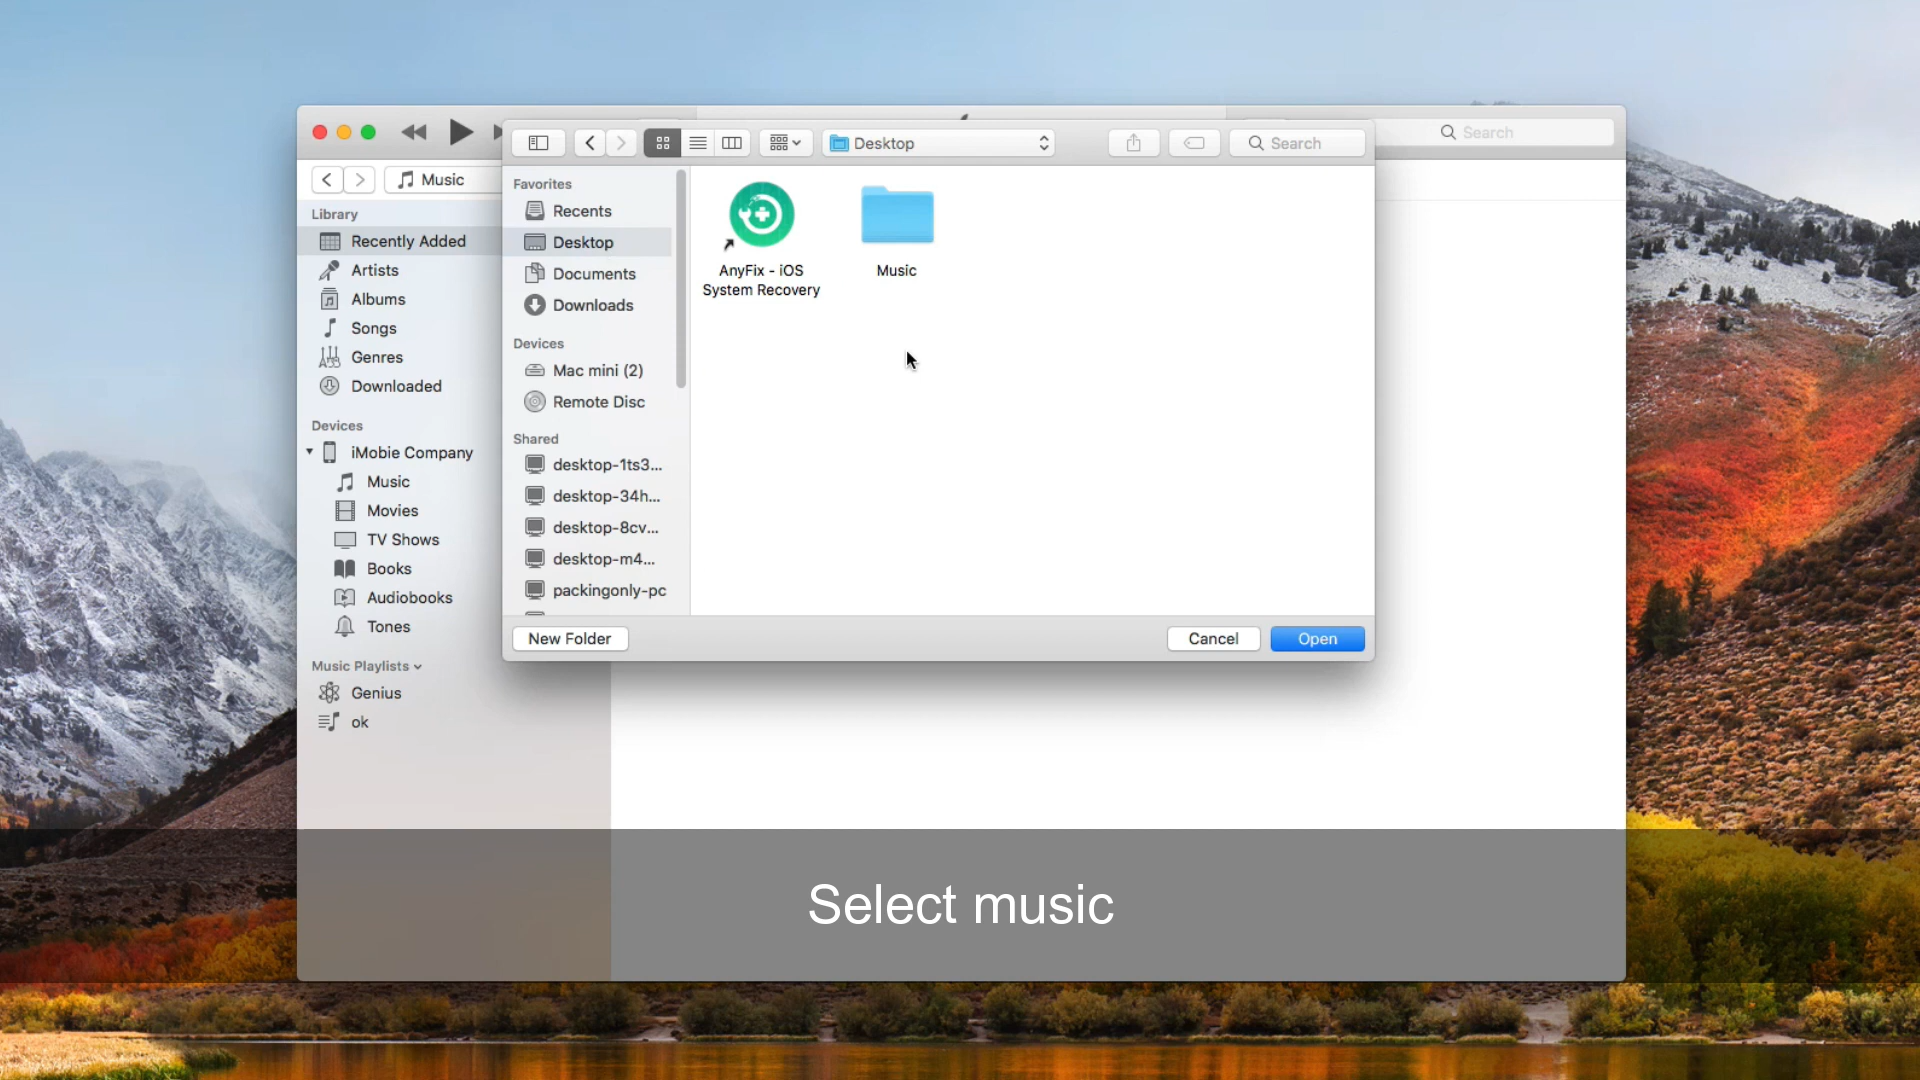 Search
Music
Library
Recently Added
Artists
Albums
Songs
Genres
Downloaded
Devices
iMobie Company
Music
Movies
TV Shows
Books
Audiobooks
Tones
Music Playlists
Genius
ok
Desktop
Search
Favorites
Recents
Desktop
Documents
Downloads
Devices
Mac mini (2)
Remote Disc
Shared
desktop-1ts3...
desktop-34h...
desktop-8cv...
desktop-m4...
packingonly-pc
AnyFix - iOS
System Recovery
Music
New Folder
Cancel
Open
Select music